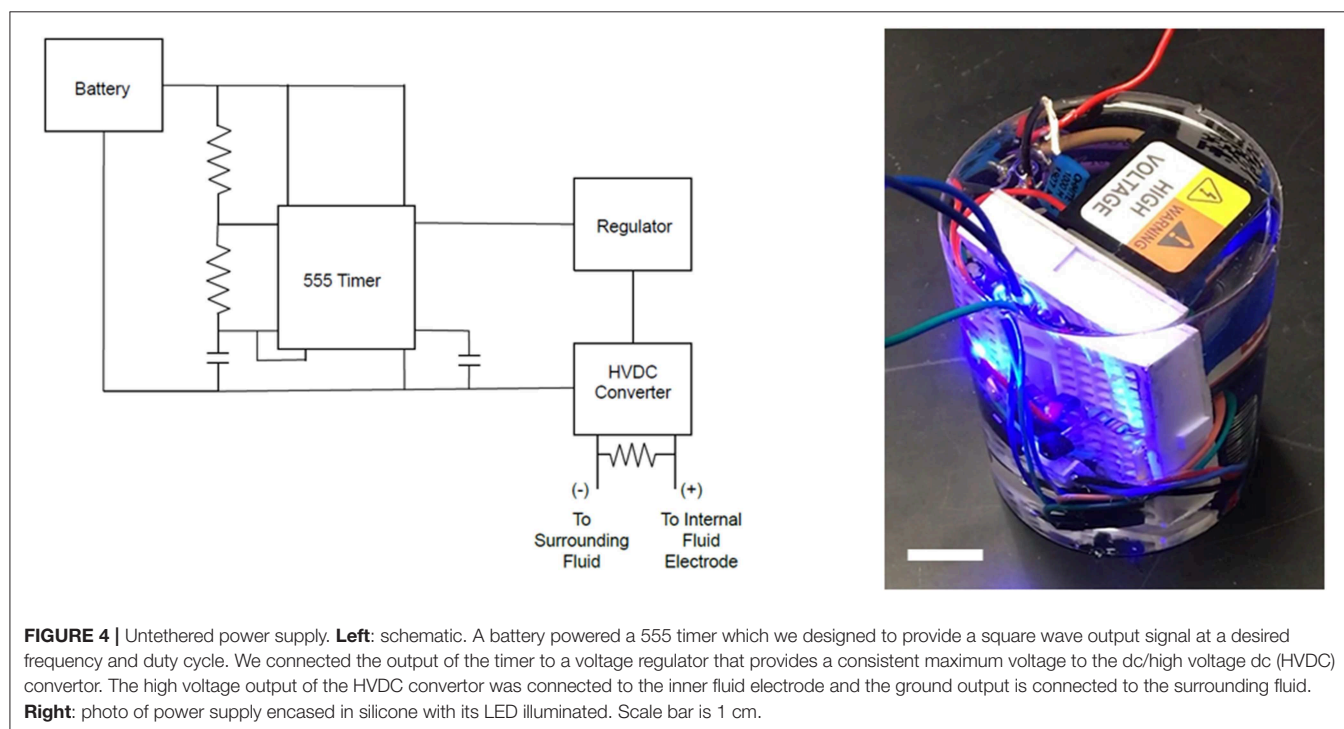 Battery
555 Timer
Regulator
HVDC
Converter
(-)
(+)
To
Surrounding
Fluid
To Internal
Fluid
Electrode
HIGH
VOLTAGE
WARNING
FIGURE 4 | Untethered power supply. Left: schematic. A battery powered a 555 timer which we designed to provide a square wave output signal at a desired
frequency and duty cycle. We connected the output of the timer to a voltage regulator that provides a consistent maximum voltage to the dc/high voltage dc (HVDC)
convertor. The high voltage output of the HVDC convertor was connected to the inner fluid electrode and the ground output is connected to the surrounding fluid.
Right: photo of power supply encased in silicone with its LED illuminated. Scale bar is 1 cm.